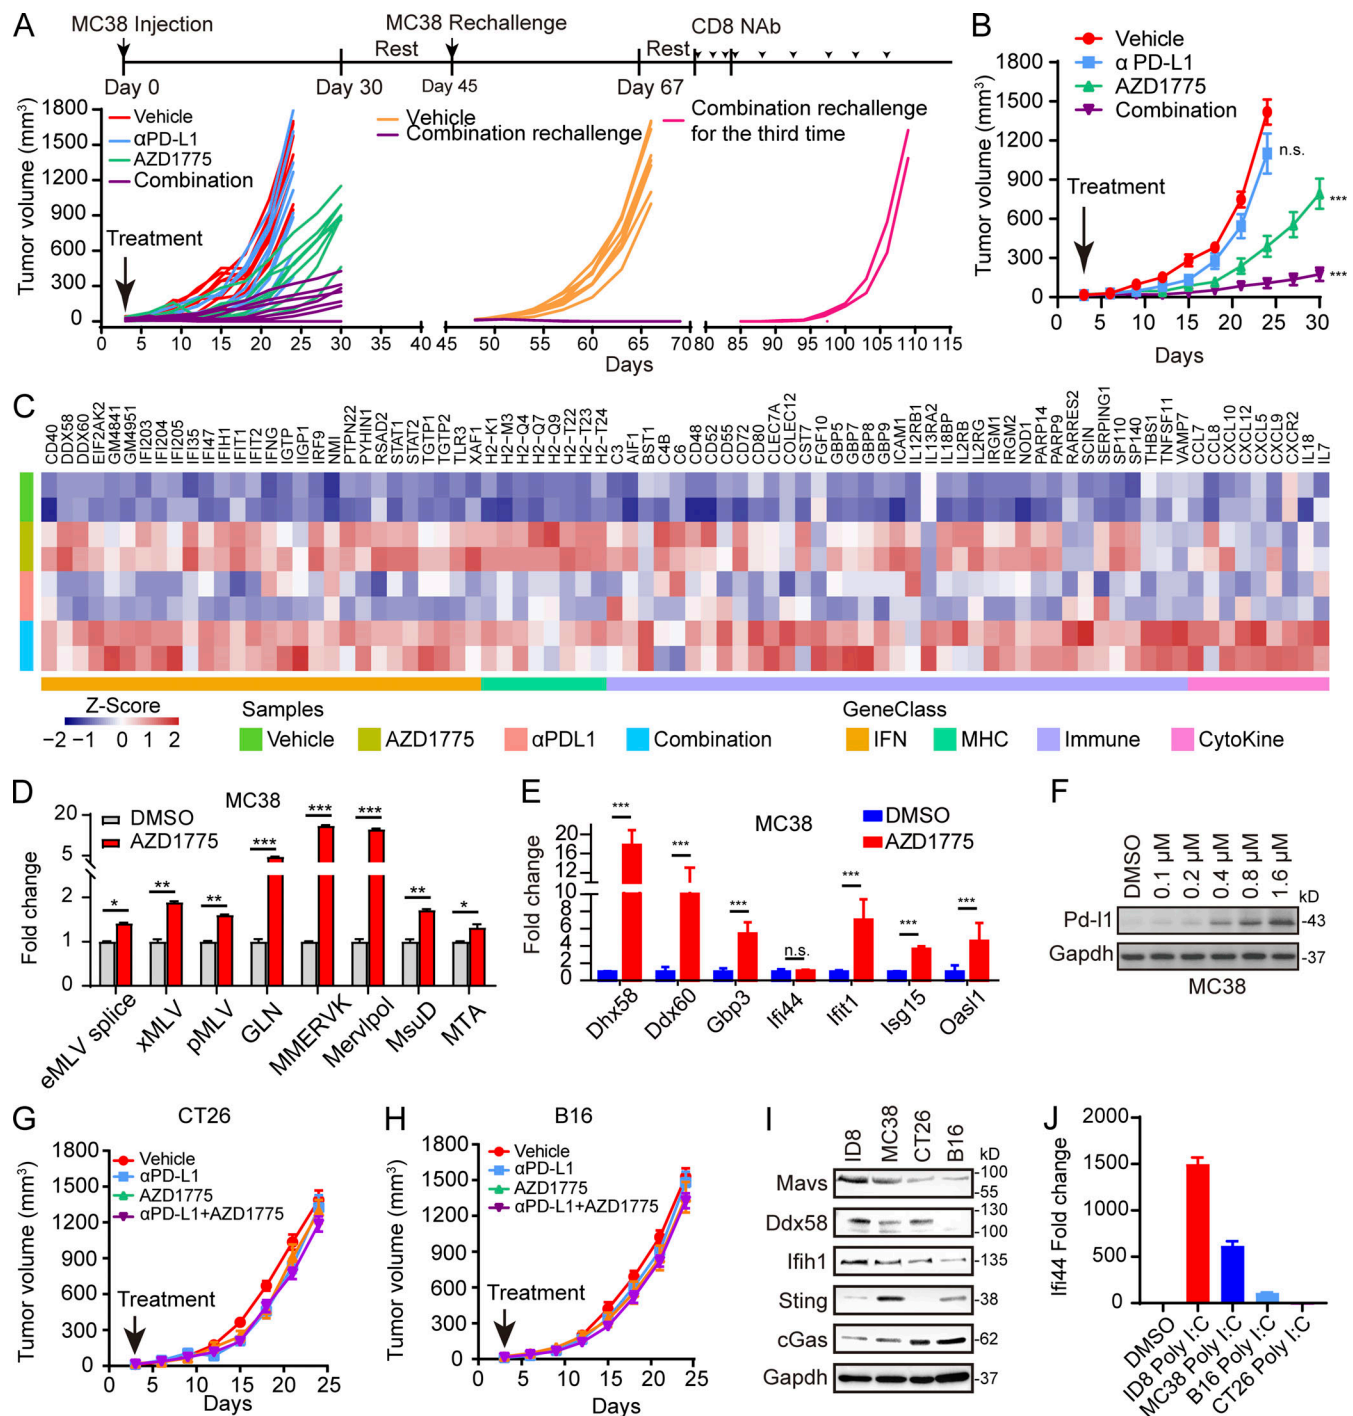 A
MC38 Injection
MC38 Rechallenge
CD8 NAb
Rest
Rest
Day 0
Day 30
Day 45
Day 67
Tumor volume (mm³)
1800
1500
1200
900
600
300
0
Vehicle
αPD-L1
AZD1775
Combination
Treatment
Vehicle
Combination rechallenge
Combination rechallenge
for the third time
0 5 10 15 20 25 30 35 40
45 50 55 60 65 70
80 85 90 95 100 105 109 115
Days
B
Vehicle
α PD-L1
AZD1775
Combination
Tumor volume (mm³)
1800
1500
1200
900
600
300
0
Treatment
n.s.
***
***
0 5 10 15 20 25 30
Days
C
CD40 DDX58 DDX60 EIF2AK2 GM4841 GM4951 IFI203 IFI204 IFI205 IFI35 IFI47 IFIH1 IFIT1 IFIT2 IFNG IGTP IIGP1 IRF9 NMI PTPN22 PYHIN1 RSAD2 STAT1 STAT2 TGTP1 TGTP2 TLR3 XAF1 H2-K1 H2-M3 H2-Q4 H2-Q7 H2-Q9 H2-T22 H2-T23 H2-T24 C3 AIF1 BST1 C4B C6 CD48 CD52 CD55 CD72 CD80 CLEC7A COLEC12 CST7 FGF10 GBP5 GBP7 GBP8 GBP9 ICAM1 IL12RB1 IL13RA2 IL18BP IL2RB IL2RG IRGM1 IRGM2 NOD1 PARP14 PARP9 RARRES2 SCIN SERPING1 SP110 SP140 THBS1 TNFSF11 VAMP7 CCL7 CCL8 CXCL10 CXCL12 CXCL5 CXCL9 CXCR2 IL18 IL7
Z-Score
−2 −1 0 1 2
Samples
Vehicle
AZD1775
αPDL1
Combination
GeneClass
IFN
MHC
Immune
CytoKine
D
MC38
DMSO
AZD1775
Fold change
20
5
2
1
0
*
**
**
***
***
***
**
*
eMLV splice
xMLV
pMLV
GLN
MMERVK
Mervlpol
MsuD
MTA
E
MC38
DMSO
AZD1775
Fold change
20
16
12
10
8
6
4
2
0
***
***
***
n.s.
***
***
***
Dhx58
Ddx60
Gbp3
Ifi44
Ifit1
Isg15
Oasl1
F
DMSO
0.1 µM
0.2 µM
0.4 µM
0.8 µM
1.6 µM
kD
Pd-l1
-43
Gapdh
-37
MC38
G
CT26
Vehicle
αPD-L1
AZD1775
αPD-L1+AZD1775
Tumor volume (mm³)
1800
1500
1200
900
600
300
0
Treatment
0 5 10 15 20 25
Days
H
B16
Vehicle
αPD-L1
AZD1775
αPD-L1+AZD1775
Tumor volume (mm³)
1800
1500
1200
900
600
300
0
Treatment
0 5 10 15 20 25
Days
I
ID8
MC38
CT26
B16
kD
Mavs
-100
-55
Ddx58
-130
-100
Ifih1
-135
Sting
-38
cGas
-62
Gapdh
-37
J
Ifi44 Fold change
2000
1500
1000
500
0
DMSO
ID8 Poly I:C
MC38 Poly I:C
B16 Poly I:C
CT26 Poly I:C